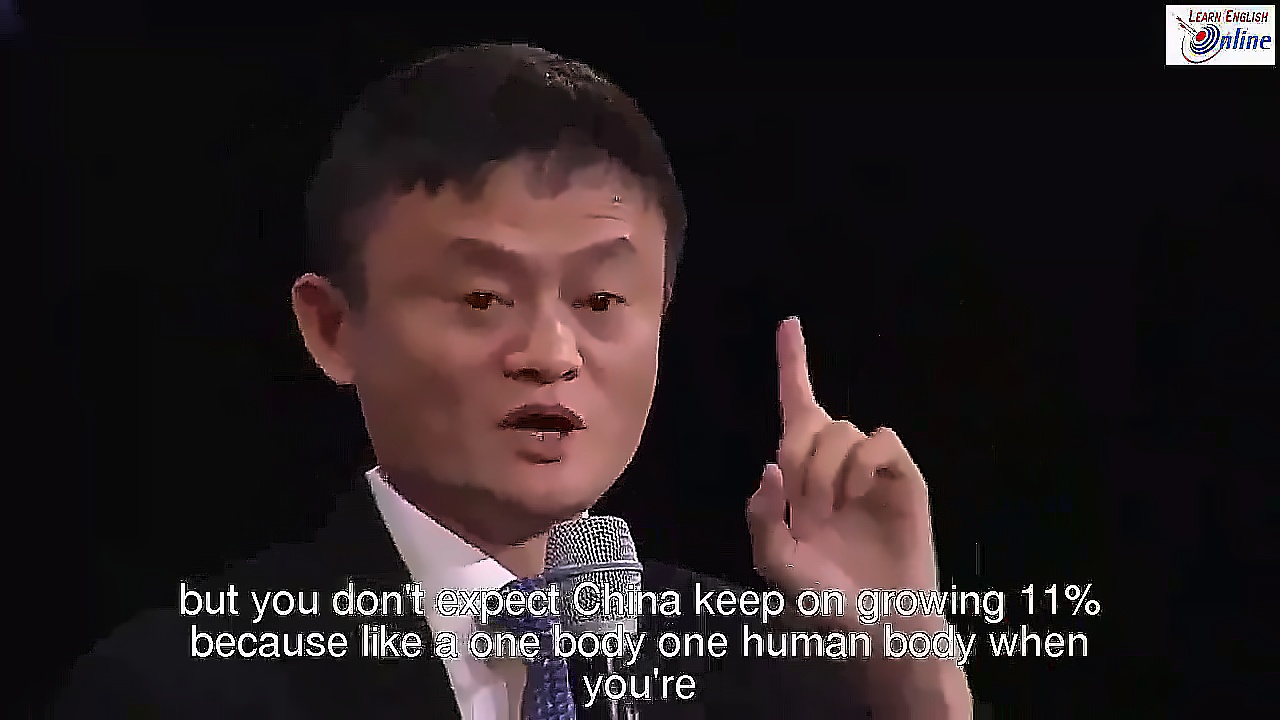 LEARN ENGLISH
Online
but you don't expect China keep on growing 11%
because like a one body one human body when
you're